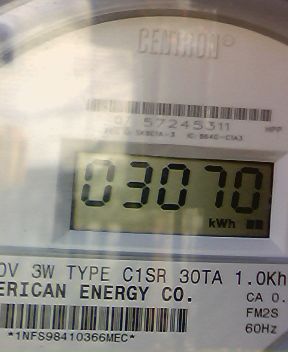 CENTRON®
57245311
HPP
03070
kWh
0V 3W TYPE C1SR 30TA 1.0Kh
ERICAN ENERGY CO.
CA 0.
FM2S
60Hz
*1NFS98410366MEC*